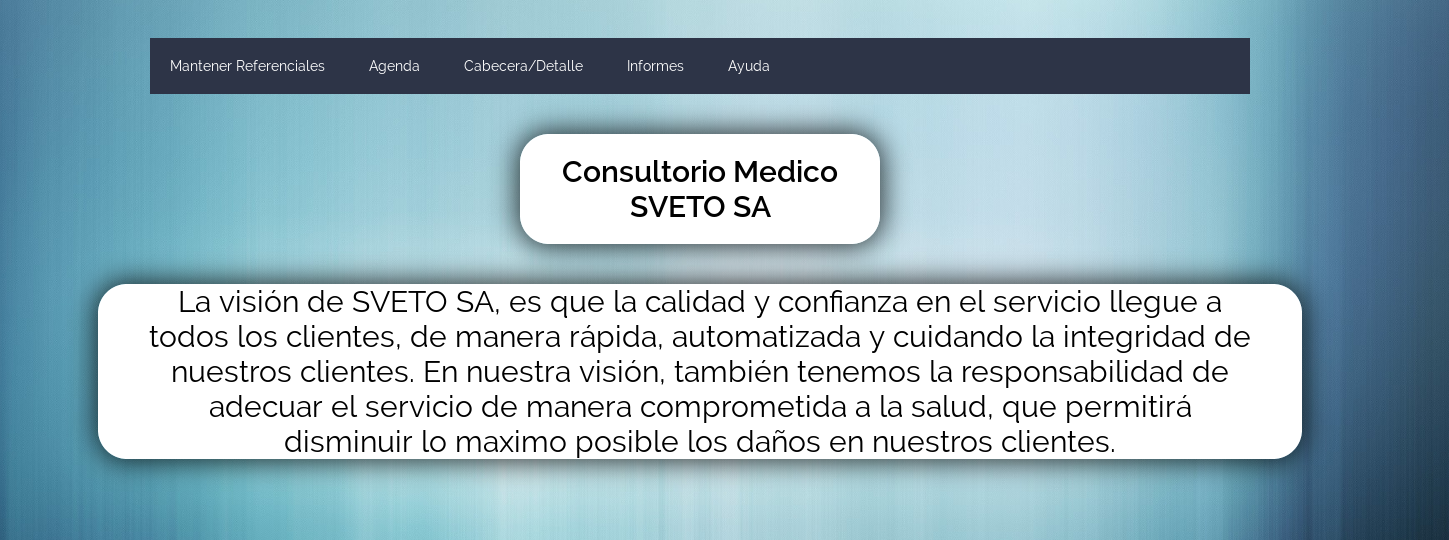 Mantener Referenciales Agenda Cabecera/Detalle Informes Ayuda
Consultorio Medico
SVETO SA
La visión de SVETO SA, es que la calidad y confianza en el servicio llegue a
todos los clientes, de manera rápida, automatizada y cuidando la integridad de
nuestros clientes. En nuestra visión, también tenemos la responsabilidad de
adecuar el servicio de manera comprometida a la salud, que permitirá
disminuir lo maximo posible los daños en nuestros clientes.